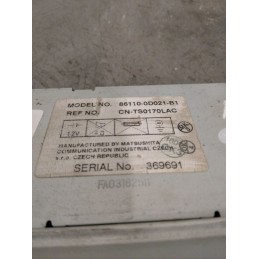 MODEL NO. 86110-0D021-B1
REF NO. CN-TS0170LAC
12V 4Ω
MANUFACTURED BY MATSUSHITA
COMMUNICATION INDUSTRIAL CZECH
s.r.o. CZECH REPUBLIC
SERIAL No. 369691